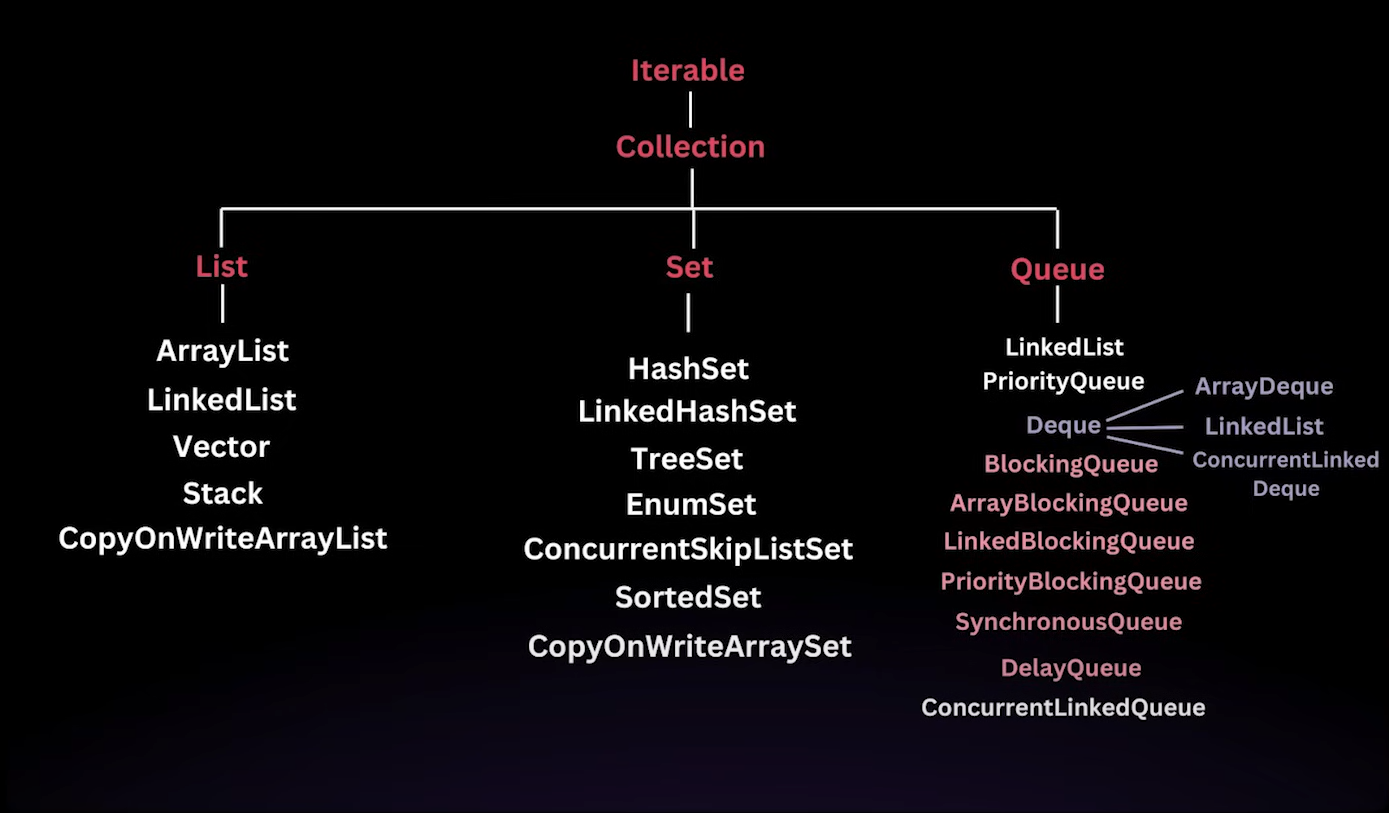 Iterable
Collection
List
Set
Queue
ArrayList
LinkedList
Vector
Stack
CopyOnWriteArrayList
HashSet
LinkedHashSet
TreeSet
EnumSet
ConcurrentSkipListSet
SortedSet
CopyOnWriteArraySet
LinkedList
PriorityQueue
Deque
ArrayDeque
LinkedList
ConcurrentLinked
Deque
BlockingQueue
ArrayBlockingQueue
LinkedBlockingQueue
PriorityBlockingQueue
SynchronousQueue
DelayQueue
ConcurrentLinkedQueue